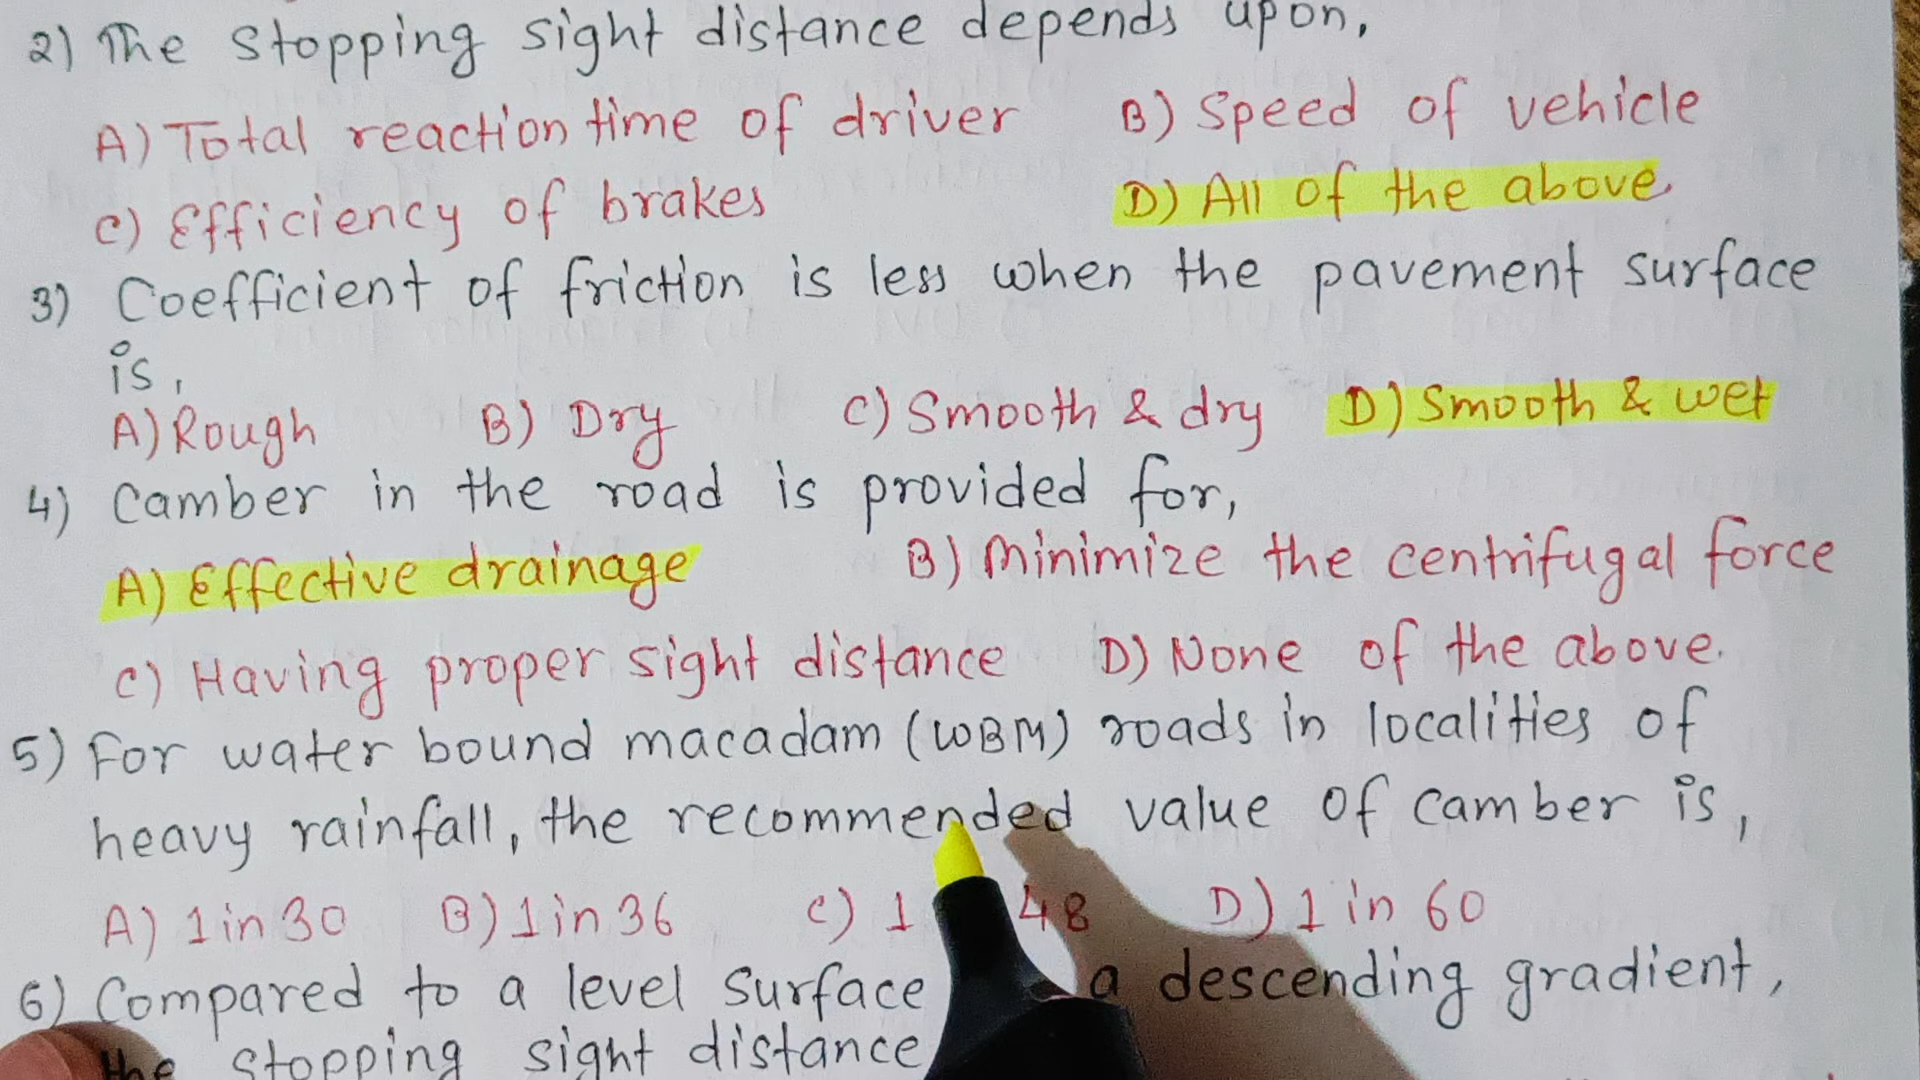 2) The stopping sight distance depends upon,
A) Total reaction time of driver B) Speed of vehicle
C) Efficiency of brakes D) All of the above
3) Coefficient of friction is less when the pavement surface
is,
A) Rough B) Dry C) Smooth & dry D) Smooth & wet
4) Camber in the road is provided for,
A) Effective drainage B) Minimize the centrifugal force
C) Having proper sight distance D) None of the above.
5) For water bound macadam (WBM) roads in localities of
heavy rainfall, the recommended value of camber is,
A) 1 in 30 B) 1 in 36 C) 1 48 D) 1 in 60
6) Compared to a level surface a descending gradient,
the stopping sight distance